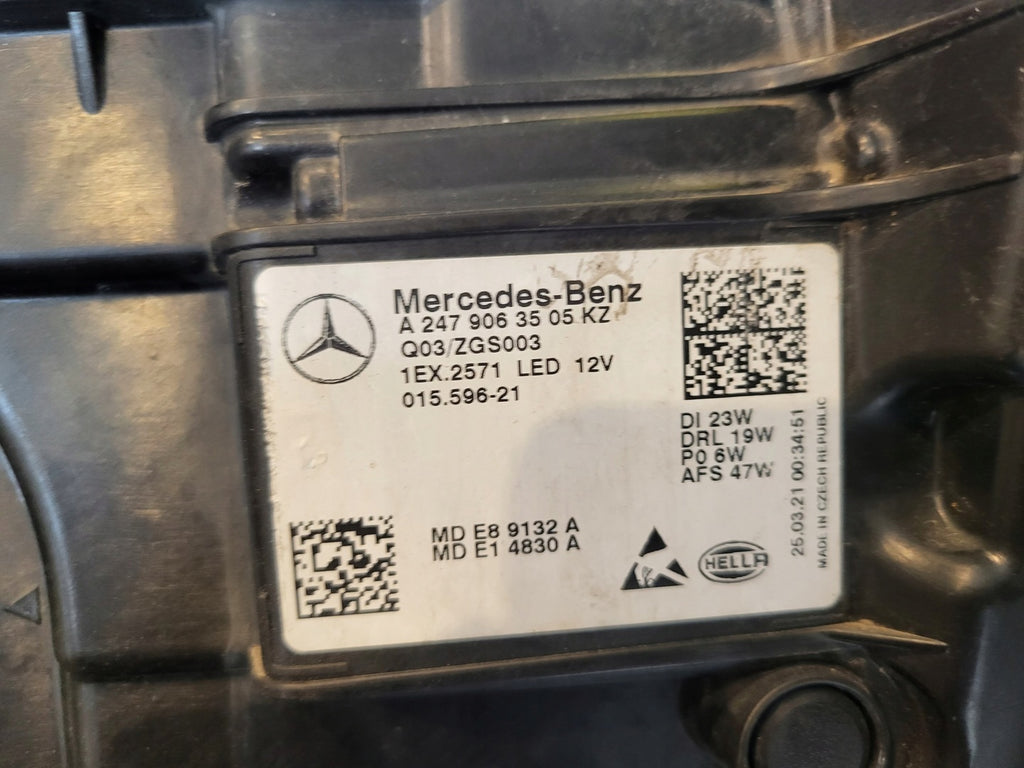 Mercedes-Benz
A 247 906 35 05 KZ
Q03/ZGS003
1EX.2571 LED 12V
015.596-21
DI 23W
DRL 19W
PO 6W
AFS 47W
25.03.21 00:34:51
MADE IN CZECH REPUBLIC
MD E8 9132 A
MD E1 4830 A
HELLA